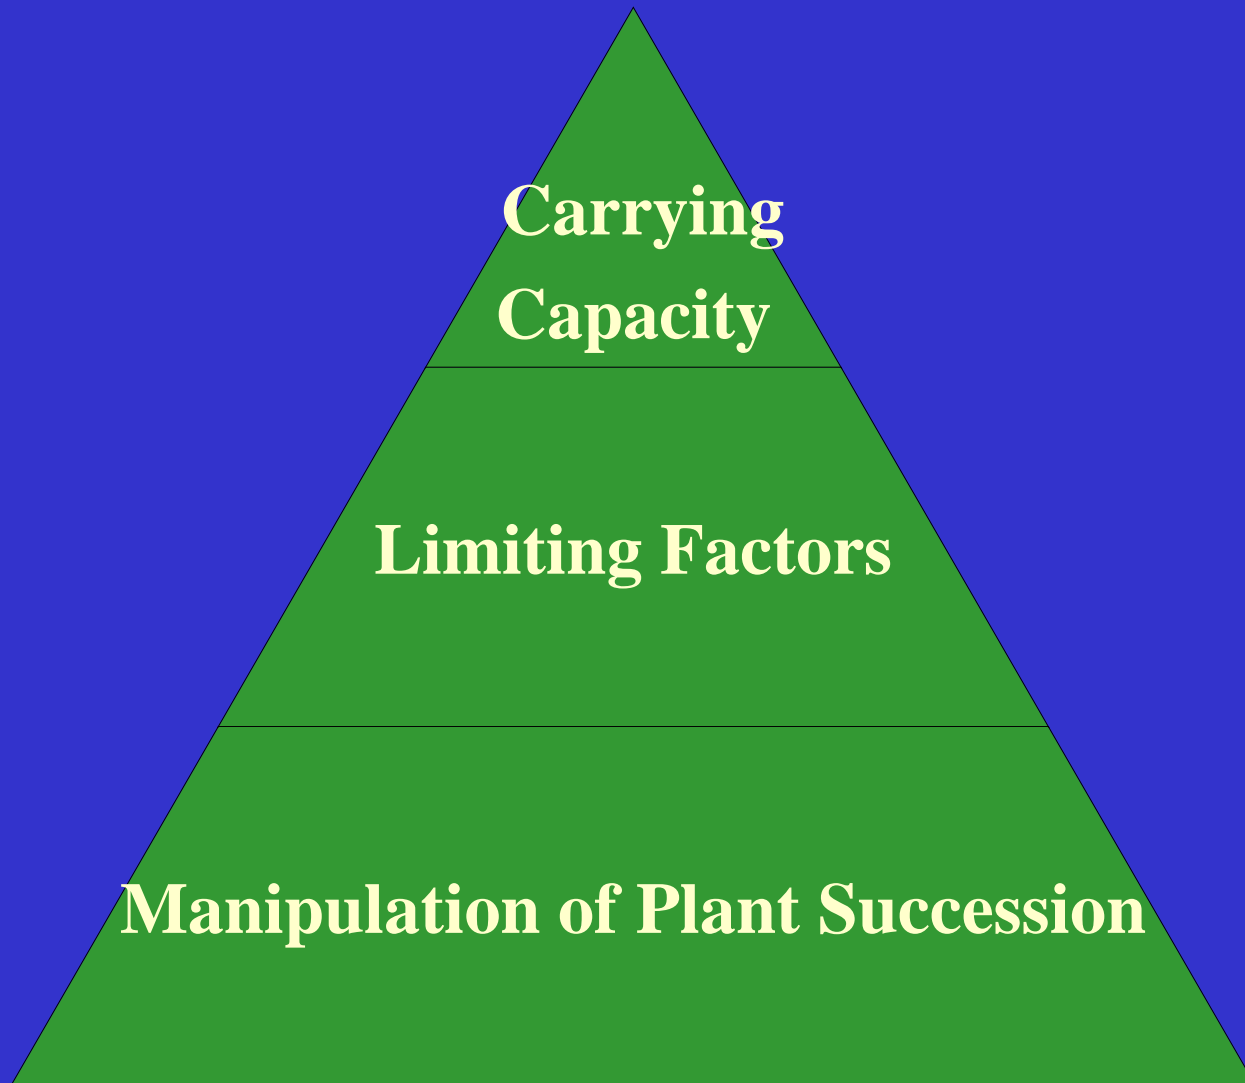 Carrying
Capacity
Limiting Factors
Manipulation of Plant Succession